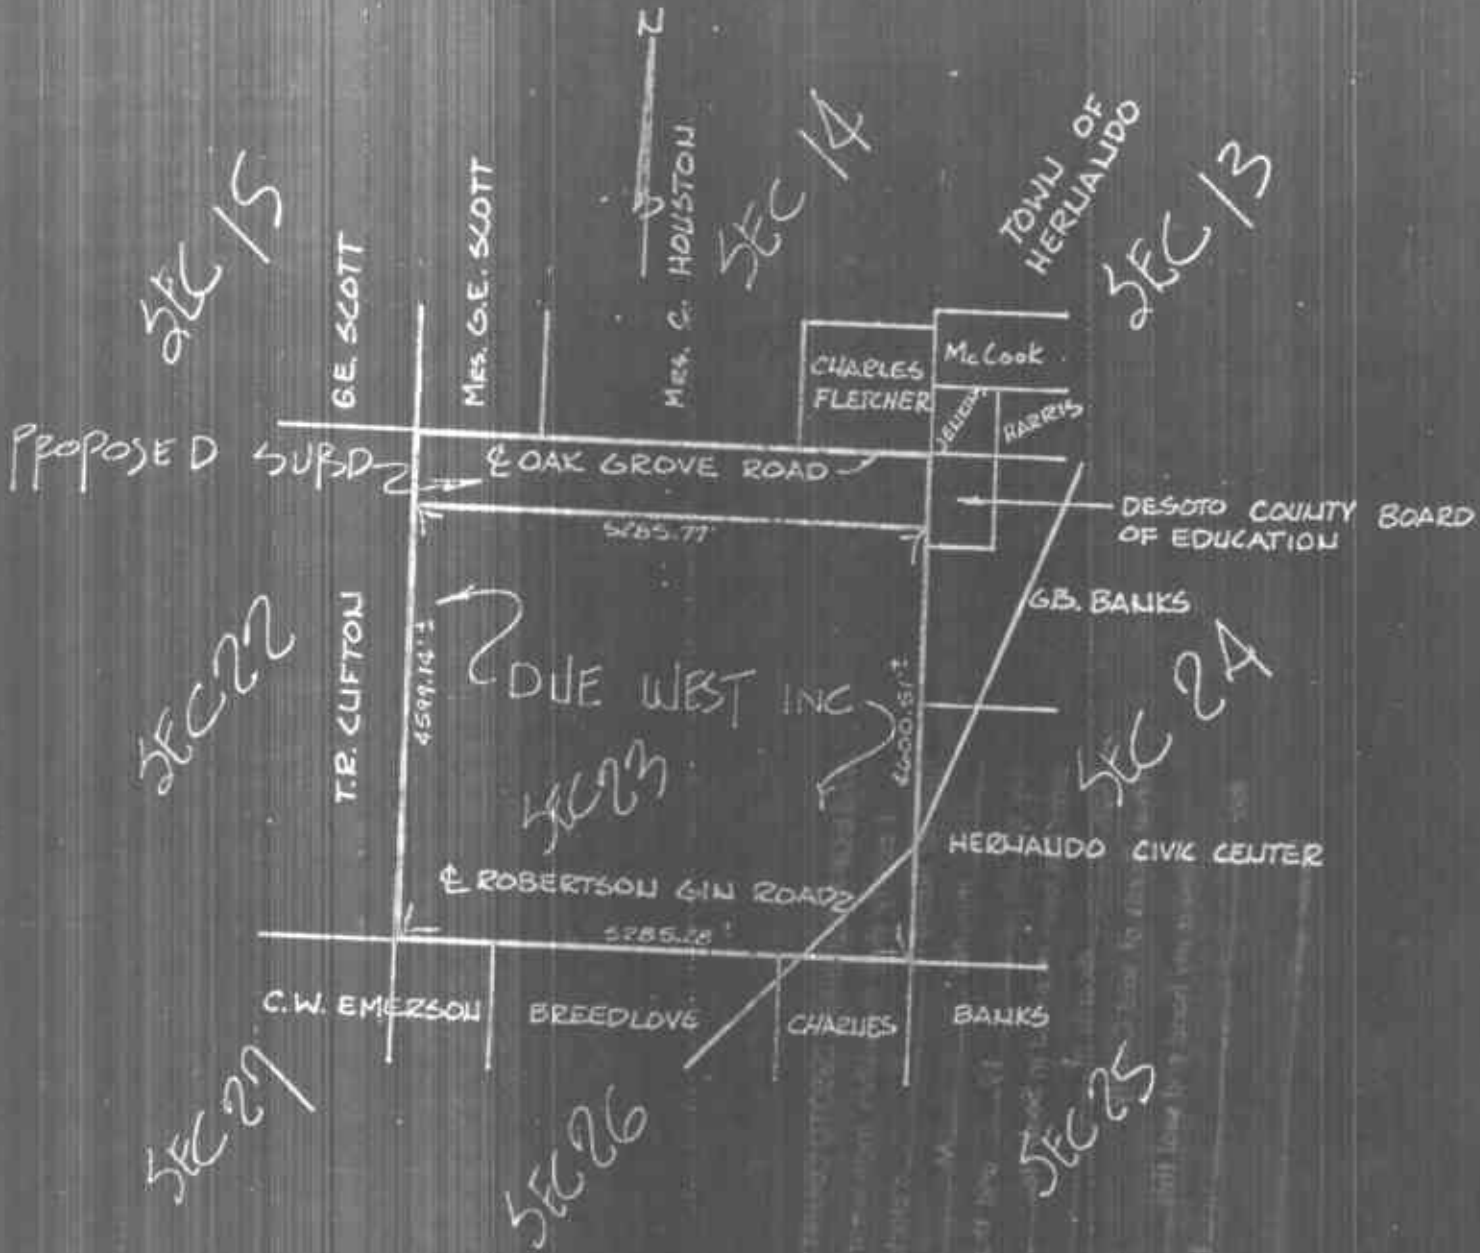 N
SEC 15
G.E. SCOTT
MRS. G.E. SCOTT
MRS. C. HOUSTON
SEC 14
TOWN OF
HERNANDO
SEC 13
CHARLES
FLETCHER
McCook
HARRIS
PROPOSED SUBD
℄ OAK GROVE ROAD
5285.77'
DESOTO COUNTY BOARD
OF EDUCATION
SEC 22
T.R. CLIFTON
4599.14'±
DUE WEST INC
SEC 23
4600.51'±
G.B. BANKS
SEC 24
HERNANDO CIVIC CENTER
℄ ROBERTSON GIN ROAD
5285.28'
C.W. EMERSON
BREEDLOVE
CHARLES
BANKS
SEC 27
SEC 26
SEC 25